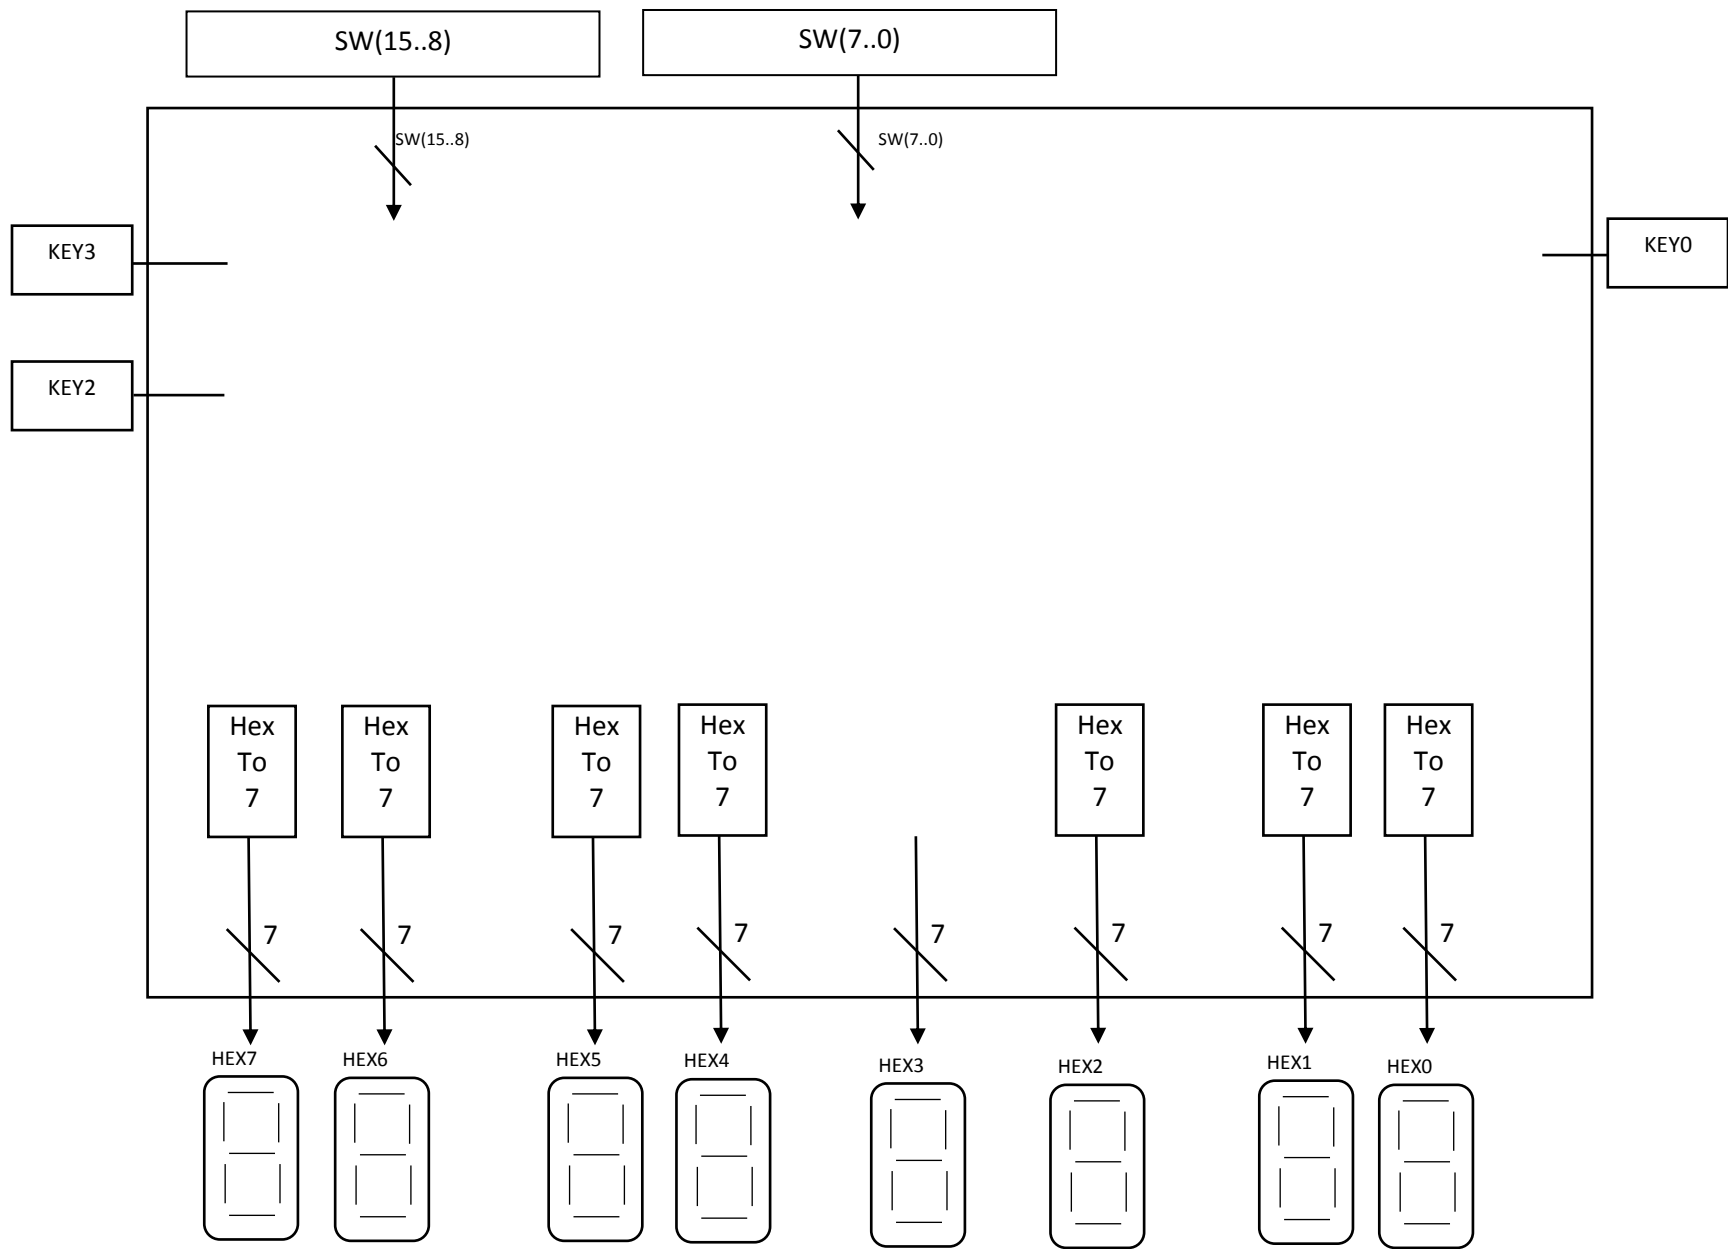 SW(15..8)
SW(7..0)
SW(15..8)
SW(7..0)
KEY3
KEY0
KEY2
Hex
To
7
Hex
To
7
Hex
To
7
Hex
To
7
Hex
To
7
Hex
To
7
Hex
To
7
7
7
7
7
7
7
7
7
HEX7
HEX6
HEX5
HEX4
HEX3
HEX2
HEX1
HEX0